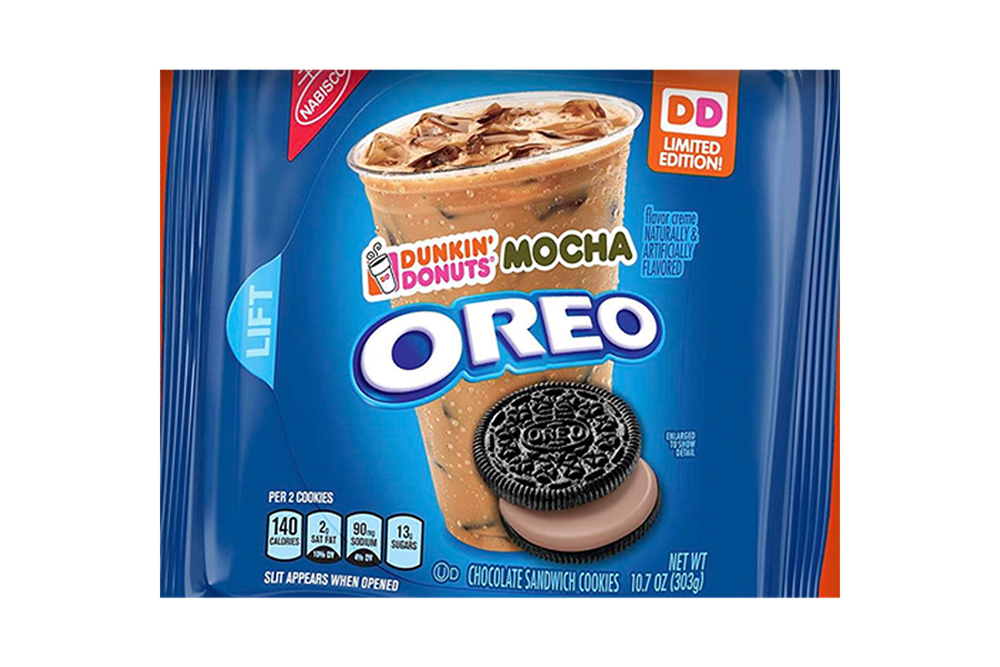 NABISCO
DD
LIMITED
EDITION!
flavor creme
NATURALLY &
ARTIFICIALLY
FLAVORED
DUNKIN'
DONUTS® MOCHA
OREO
LIFT
OREO
ENLARGED
TO SHOW
DETAIL
PER 2 COOKIES
140
CALORIES
2g
SAT FAT
10% DV
90mg
SODIUM
4% DV
13g
SUGARS
SLIT APPEARS WHEN OPENED
UD CHOCOLATE SANDWICH COOKIES
NET WT
10.7 OZ (303g)